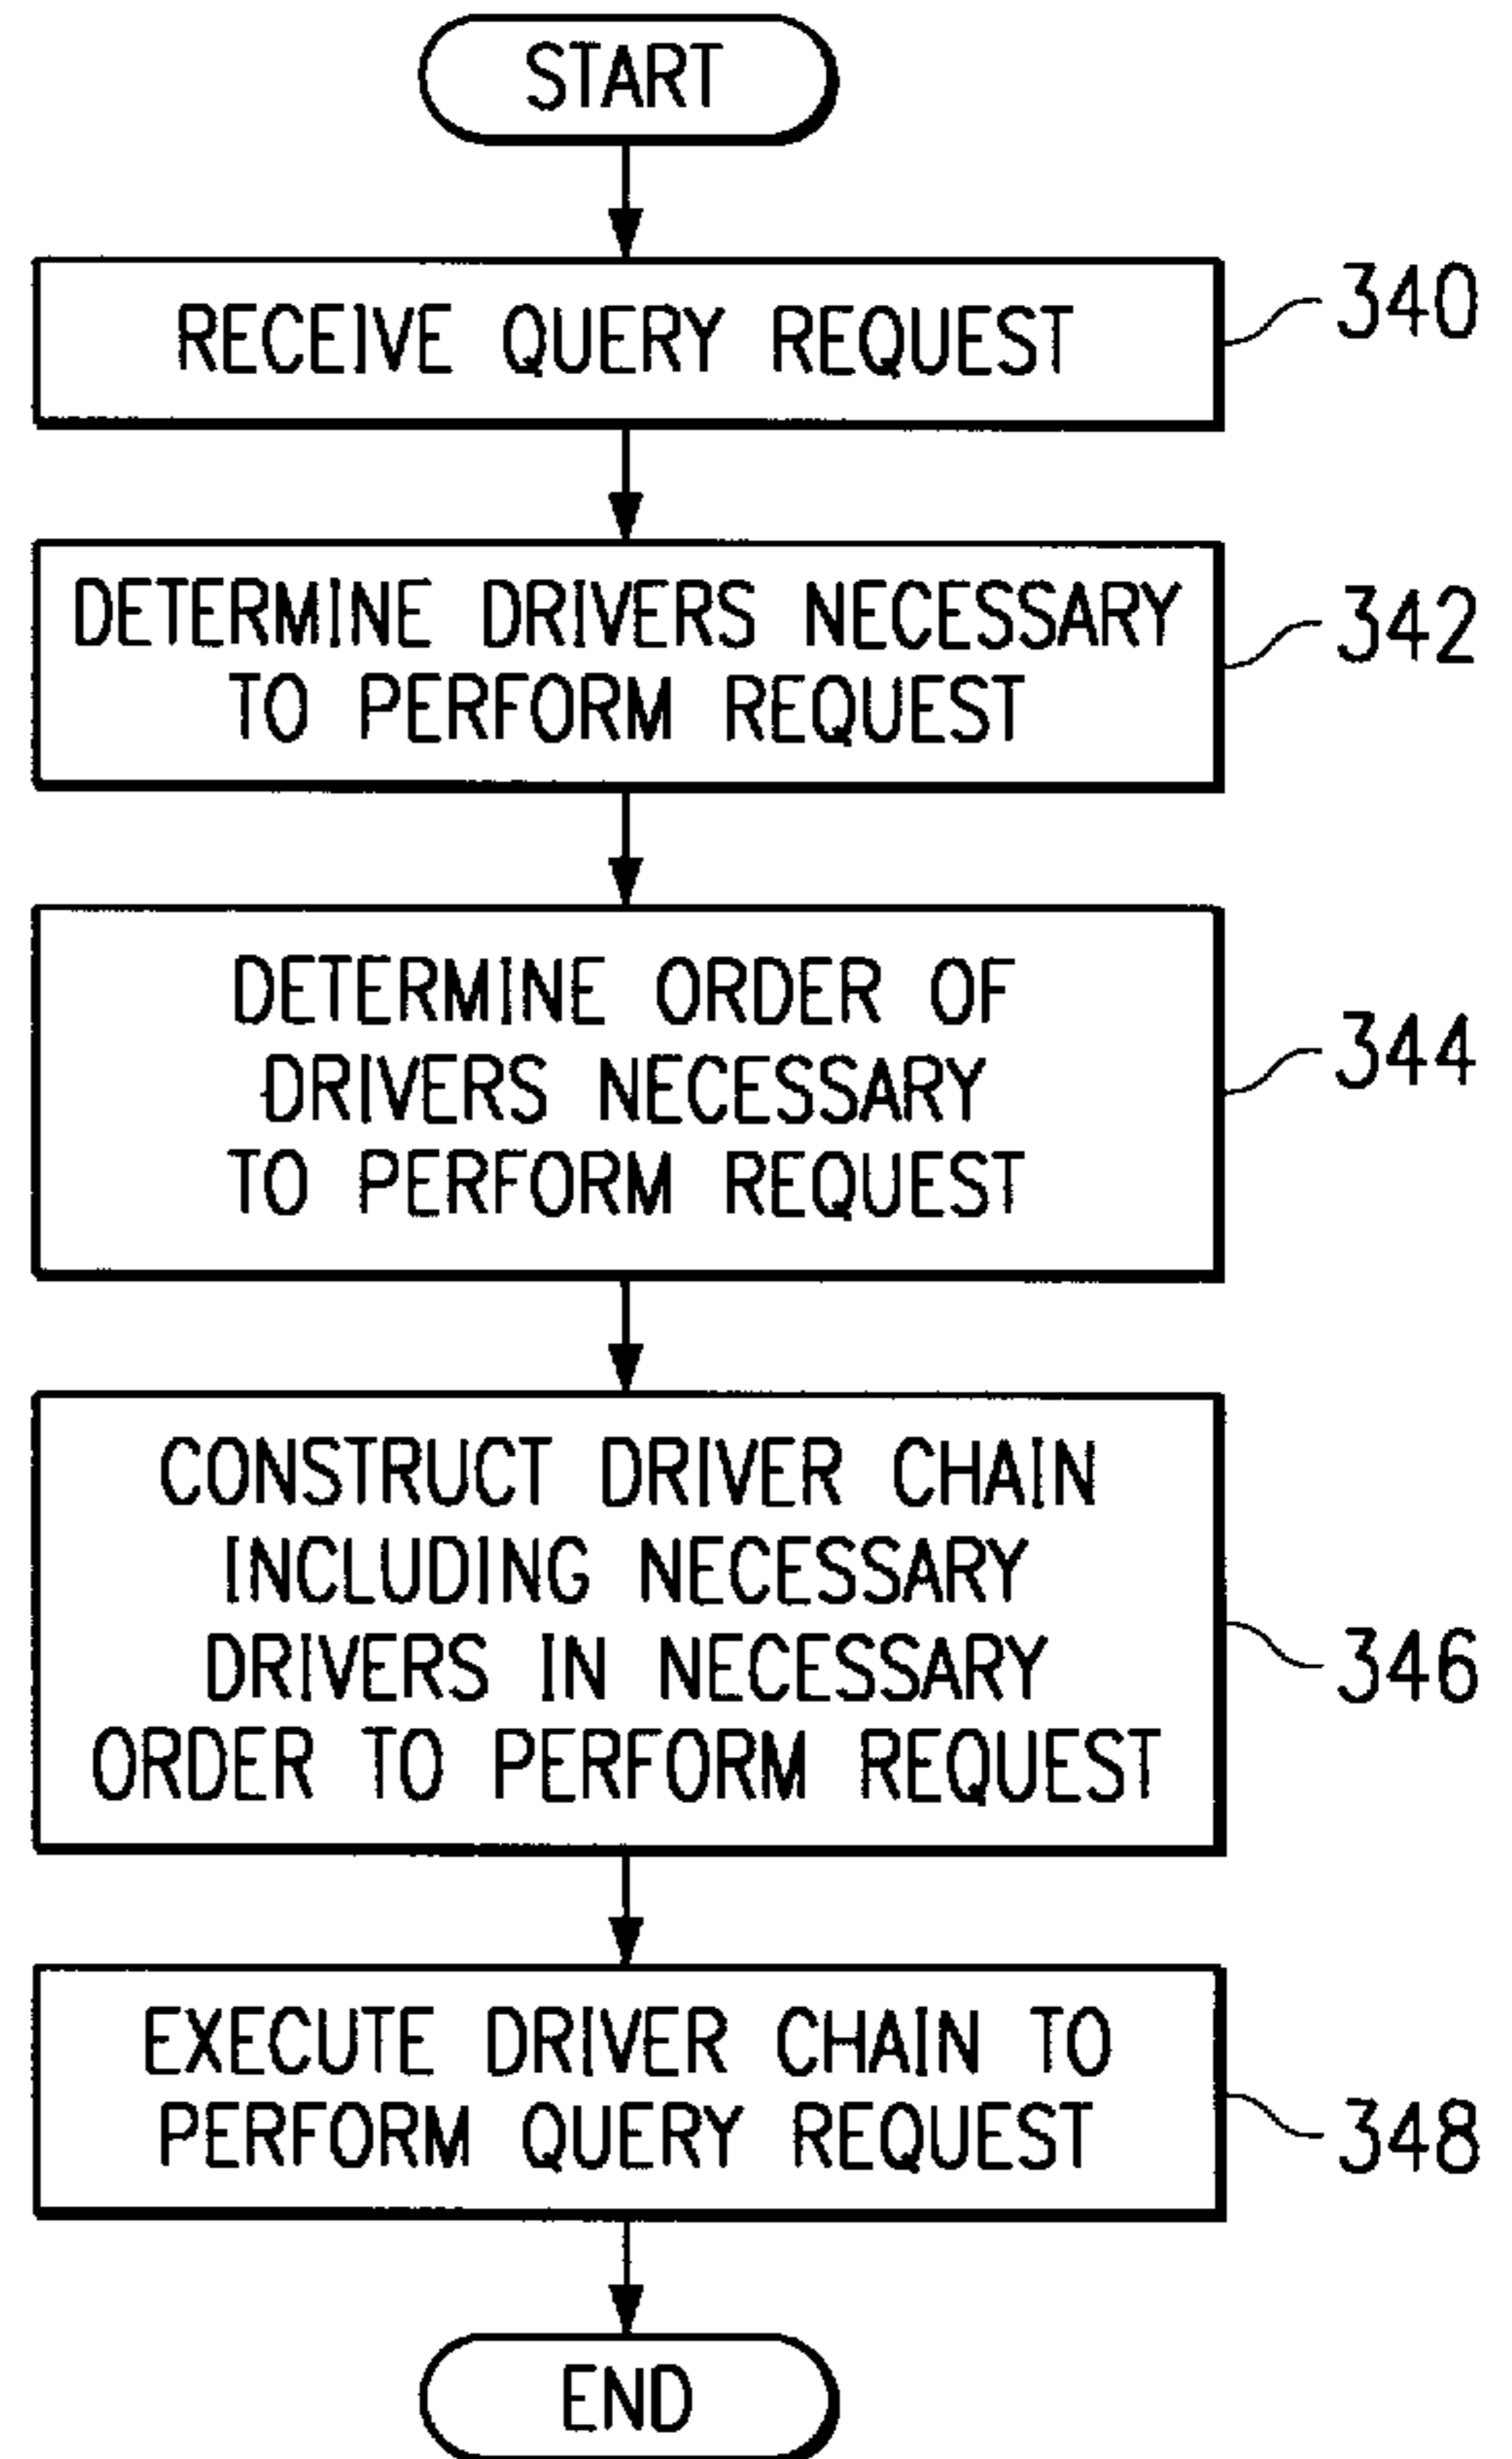 START
RECEIVE QUERY REQUEST
340
DETERMINE DRIVERS NECESSARY
TO PERFORM REQUEST
342
DETERMINE ORDER OF
DRIVERS NECESSARY
TO PERFORM REQUEST
344
CONSTRUCT DRIVER CHAIN
INCLUDING NECESSARY
DRIVERS IN NECESSARY
ORDER TO PERFORM REQUEST
346
EXECUTE DRIVER CHAIN TO
PERFORM QUERY REQUEST
348
END